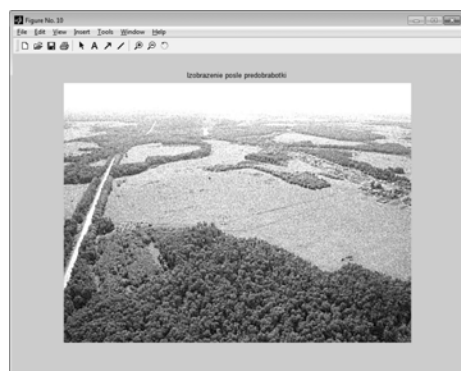 Figure No. 10
File Edit View Insert Tools Window Help
A
Izobrazenie posle predobrabotki